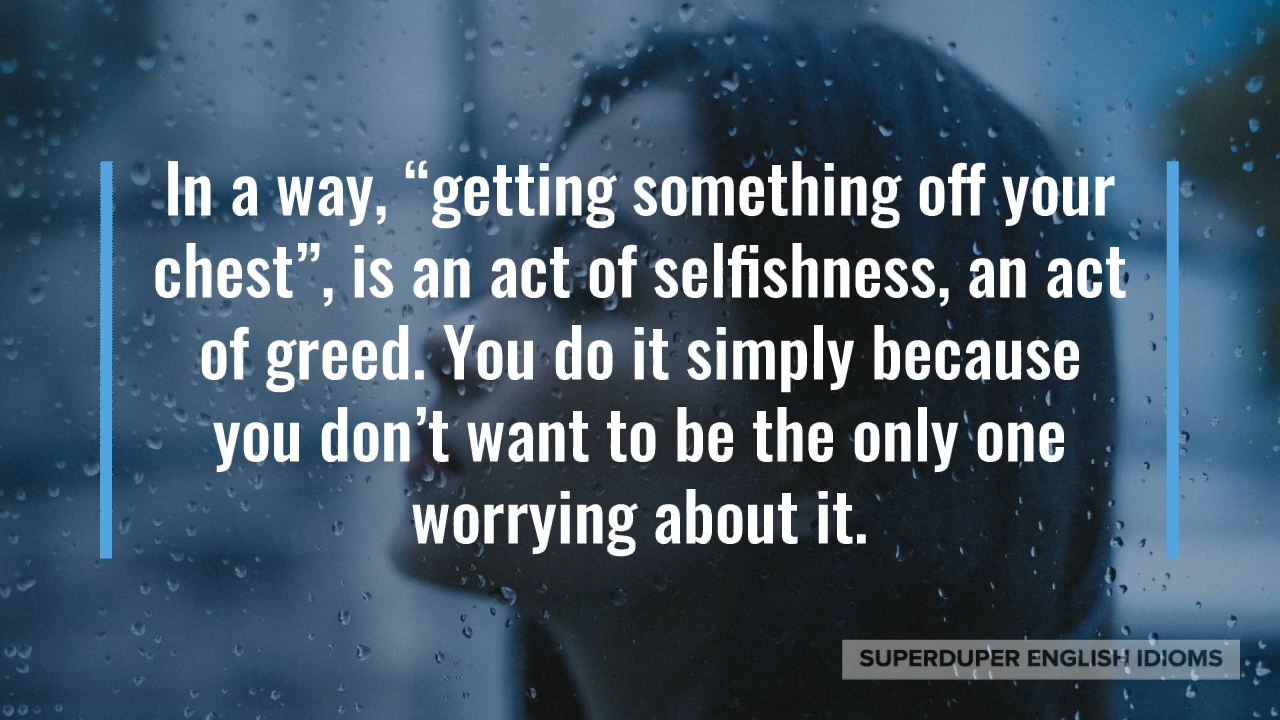 In a way, “getting something off your
chest”, is an act of selfishness, an act
of greed. You do it simply because
you don’t want to be the only one
worrying about it.
SUPERDUPER ENGLISH IDIOMS